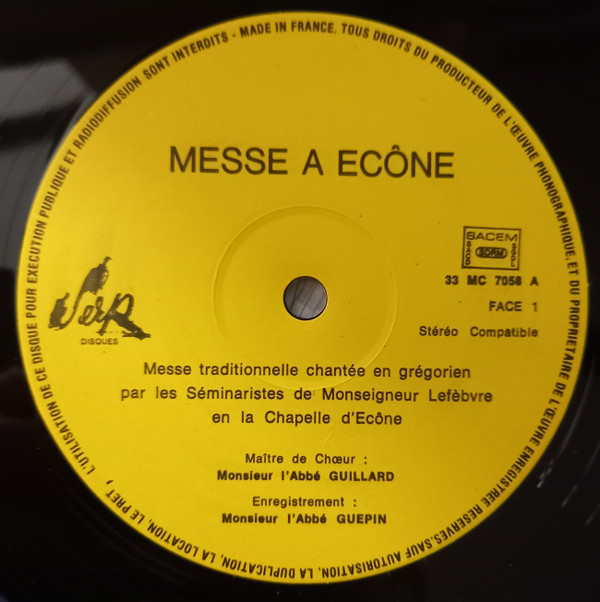 MADE IN FRANCE. TOUS DROITS DU PRODUCTEUR DE L'ŒUVRE PHONOGRAPHIQUE, ET DU PROPRIETAIRE DE L'ŒUVRE ENREGISTREE RESERVES. SAUF AUTORISATION, LA DUPLICATION, LA LOCATION, LE PRET, L'UTILISATION DE CE DISQUE POUR EXECUTION PUBLIQUE ET RADIODIFFUSION SONT INTERDITS -
MESSE A ECÔNE
SACEM
SACD SDRM SGDL
33 MC 7058 A
FACE 1
Stéréo Compatible
Serp
DISQUES
Messe traditionnelle chantée en grégorien
par les Séminaristes de Monseigneur Lefèbvre
en la Chapelle d'Ecône
Maître de Chœur :
Monsieur l'Abbé GUILLARD
Enregistrement :
Monsieur l'Abbé GUEPIN